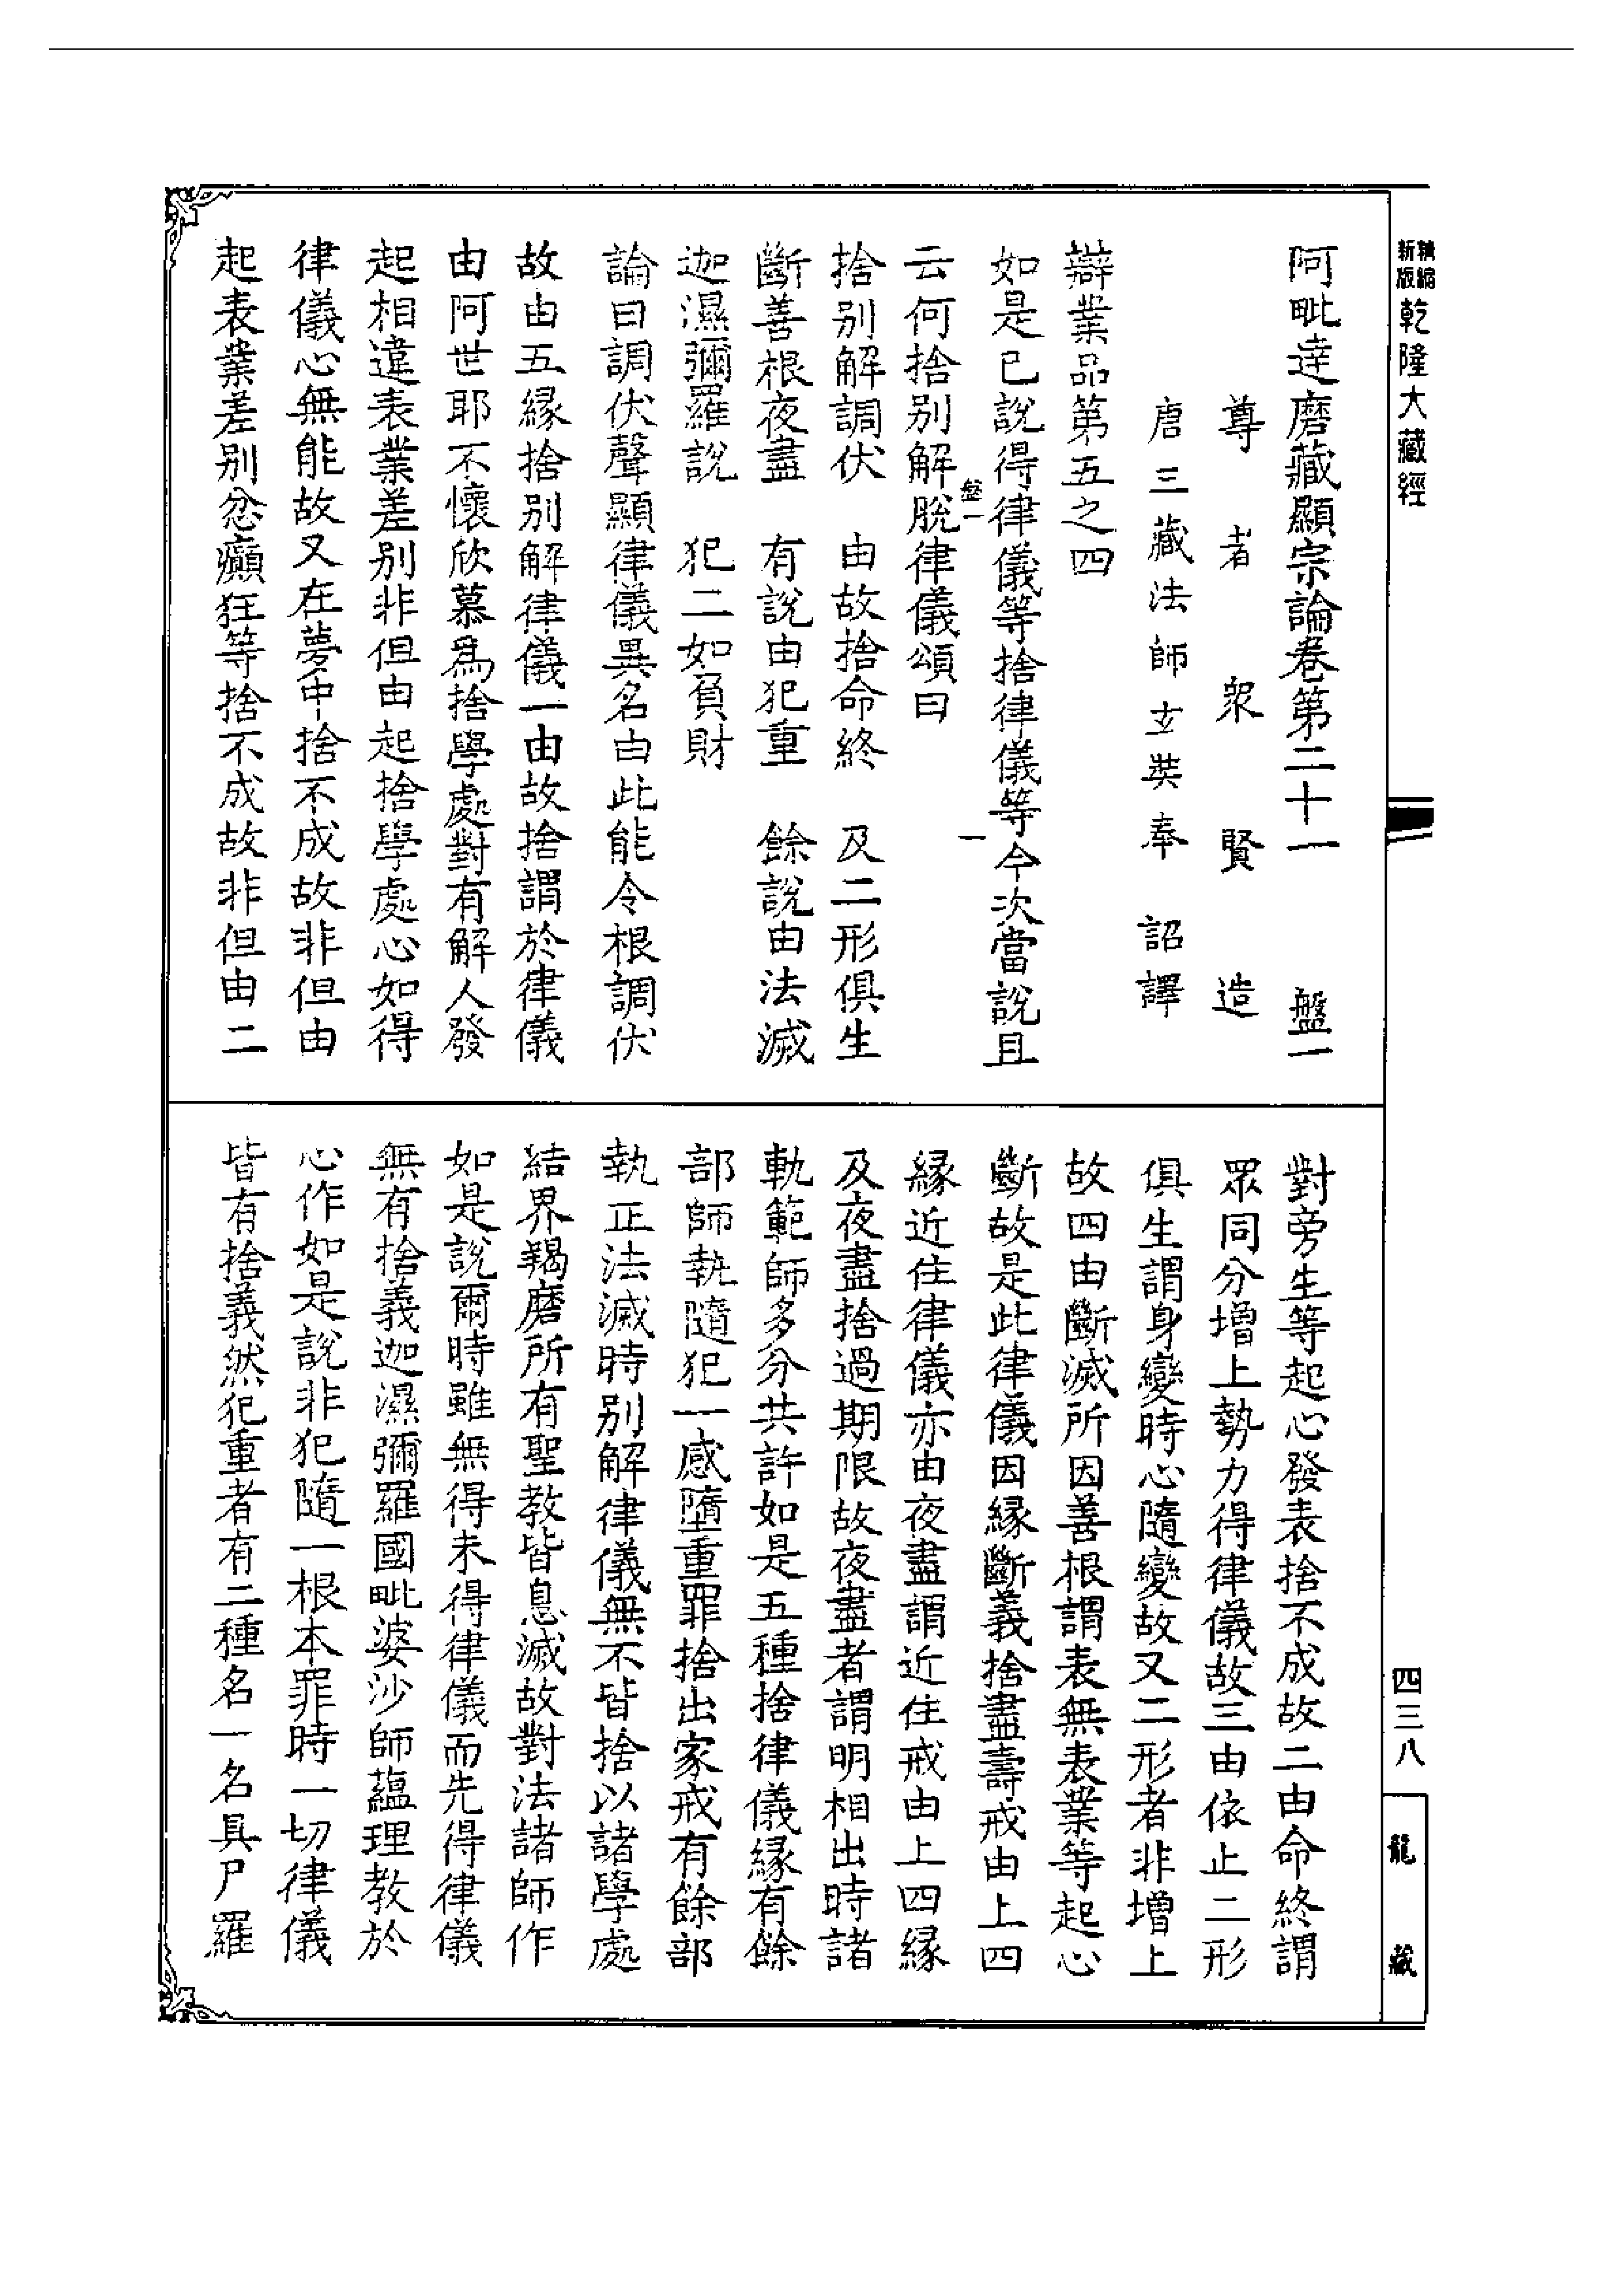 精縮
新版
乾隆大藏經
四三八
龍藏
阿毗達磨藏顯宗論卷第二十一　盤一
尊者衆賢造
唐三藏法師玄奘奉　詔譯
辯業品第五之四
如是已說得律儀等捨律儀等今次當說且
盤一　一
云何捨別解脫律儀頌曰
捨別解調伏　由故捨命終　及二形俱生
斷善根夜盡　有說由犯重　餘說由法滅
迦濕彌羅說　犯二如負財
論曰調伏聲顯律儀異名由此能令根調伏
故由五緣捨別解律儀一由故捨謂於律儀
由阿世耶不懷欣慕爲捨學處對有解人發
起相違表業差別非但由起捨學處心如得
律儀心無能故又在夢中捨不成故非但由
起表業差別忿癲狂等捨不成故非但由二
對旁生等起心發表捨不成故二由命終謂
眾同分增上勢力得律儀故三由依止二形
俱生謂身變時心隨變故又二形者非增上
故四由斷滅所因善根謂表無表業等起心
斷故是此律儀因緣斷義捨盡壽戒由上四
緣近住律儀亦由夜盡謂近住戒由上四緣
及夜盡捨過期限故夜盡者謂明相出時諸
軌範師多分共許如是五種捨律儀緣有餘
部師執隨犯一感墮重罪捨出家戒有餘部
執正法滅時別解律儀無不皆捨以諸學處
結界羯磨所有聖教皆息滅故對法諸師作
如是說爾時雖無得未得律儀而先得律儀
無有捨義迦濕彌羅國毗婆沙師蘊理教於
心作如是說非犯隨一根本罪時一切律儀
皆有捨義然犯重者有二種名一名具尸羅